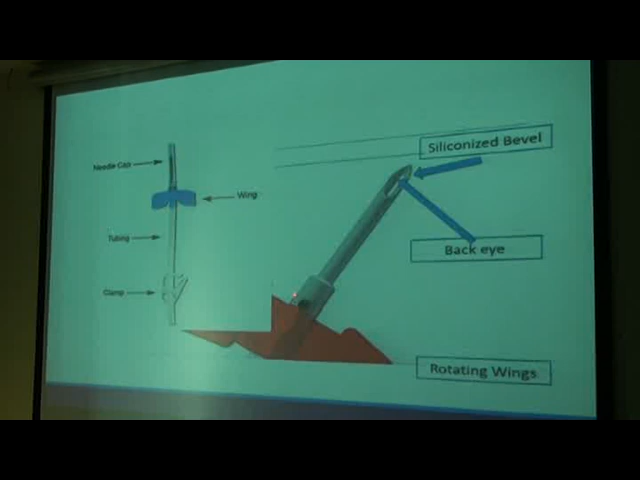 Needle Cap
Wing
Tubing
Clamp
Siliconized Bevel
Back eye
Rotating Wings